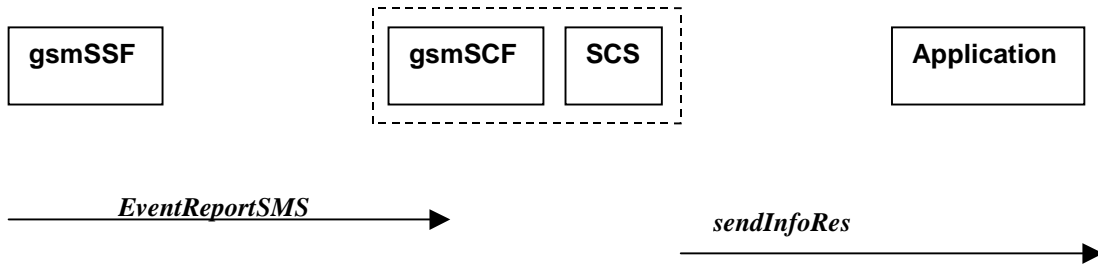 gsmSSF
gsmSCF
SCS
Application
EventReportSMS
sendInfoRes